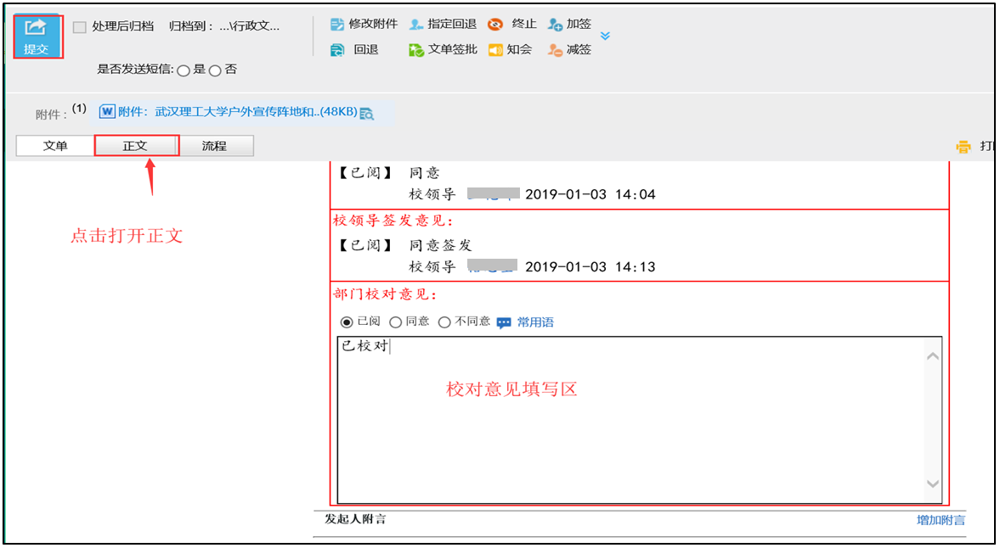 提交
处理后归档 归档到：...\行政文...
是否发送短信: 是 否
修改附件 指定回退 终止 加签
回退 文单签批 知会 减签
附件：(1) 附件：武汉理工大学户外宣传阵地和..(48KB)
文单 正文 流程
点击打开正文
【已阅】 同意
校领导 2019-01-03 14:04
校领导签发意见：
【已阅】 同意签发
校领导 2019-01-03 14:13
部门校对意见：
已阅 同意 不同意 常用语
已校对
校对意见填写区
发起人附言 增加附言